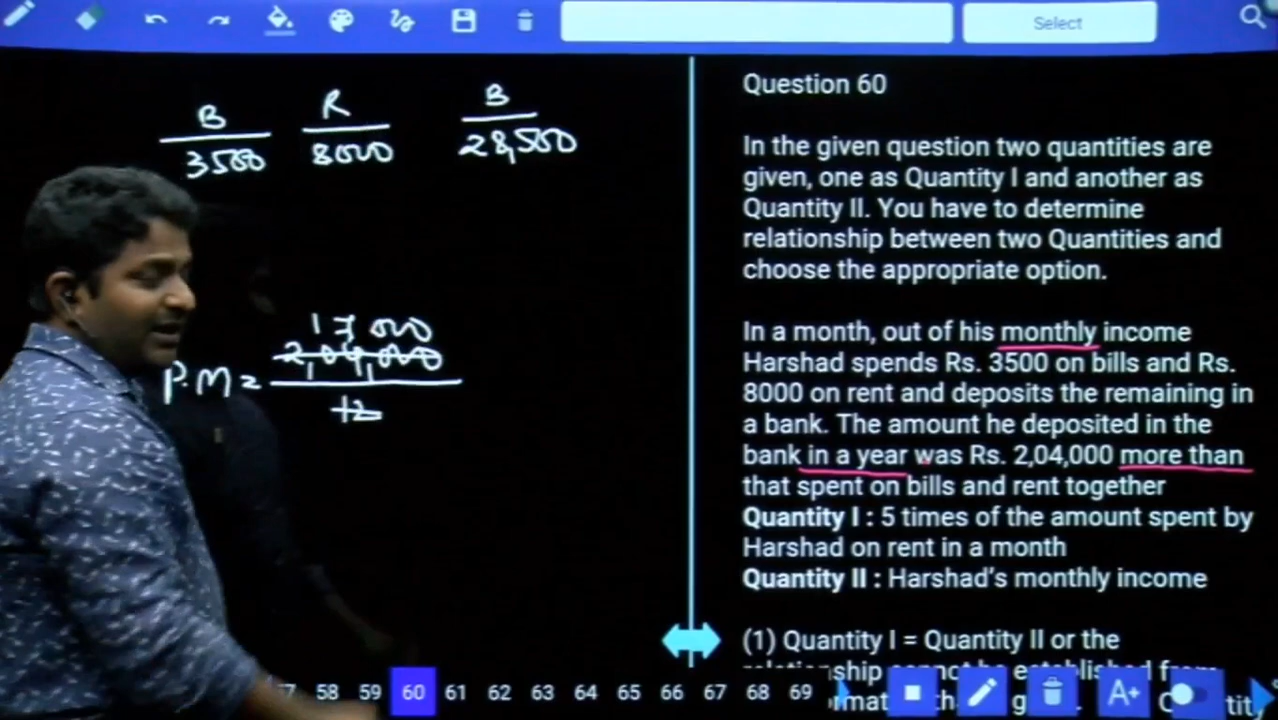 Select
B R B
3500 8000 28,500
17000
P.M = 2,04,000
12
Question 60
In the given question two quantities are
given, one as Quantity I and another as
Quantity II. You have to determine
relationship between two Quantities and
choose the appropriate option.
In a month, out of his monthly income
Harshad spends Rs. 3500 on bills and Rs.
8000 on rent and deposits the remaining in
a bank. The amount he deposited in the
bank in a year was Rs. 2,04,000 more than
that spent on bills and rent together
Quantity I : 5 times of the amount spent by
Harshad on rent in a month
Quantity II : Harshad's monthly income
(1) Quantity I = Quantity II or the
57 58 59 60 61 62 63 64 65 66 67 68 69
A+